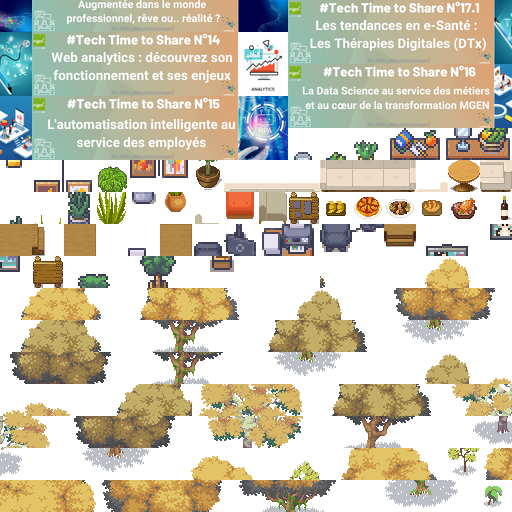 Augmentée dans le monde
professionnel, rêve ou.. réalité ?
#Tech Time to Share N°14
Web analytics : découvrez son
fonctionnement et ses enjeux
#Tech Time to Share N°15
L'automatisation intelligente au
service des employés
ANALYTICS
#Tech Time to Share N°17.1
Les tendances en e-Santé :
Les Thérapies Digitales (DTx)
#Tech Time to Share N°16
La Data Science au service des métiers
et au cœur de la transformation MGEN